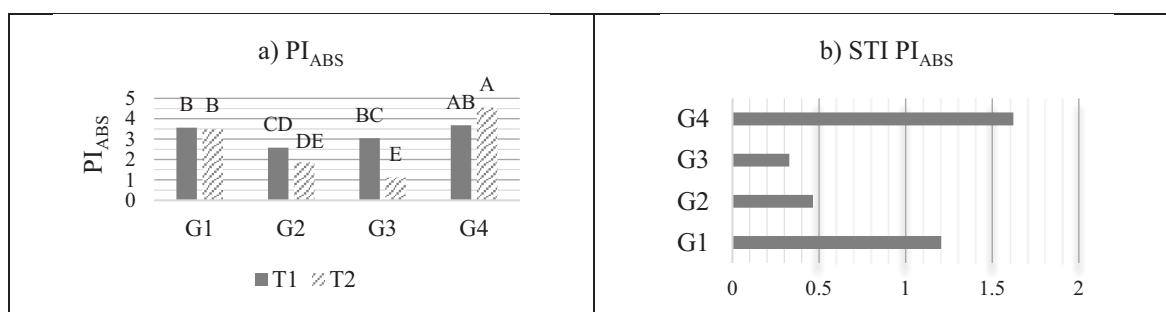 a) PI_ABS
PI_ABS
5
4
3
2
1
0
B B CD DE BC E AB A
G1 G2 G3 G4
T1 T2
b) STI PI_ABS
G4
G3
G2
G1
0 0.5 1 1.5 2